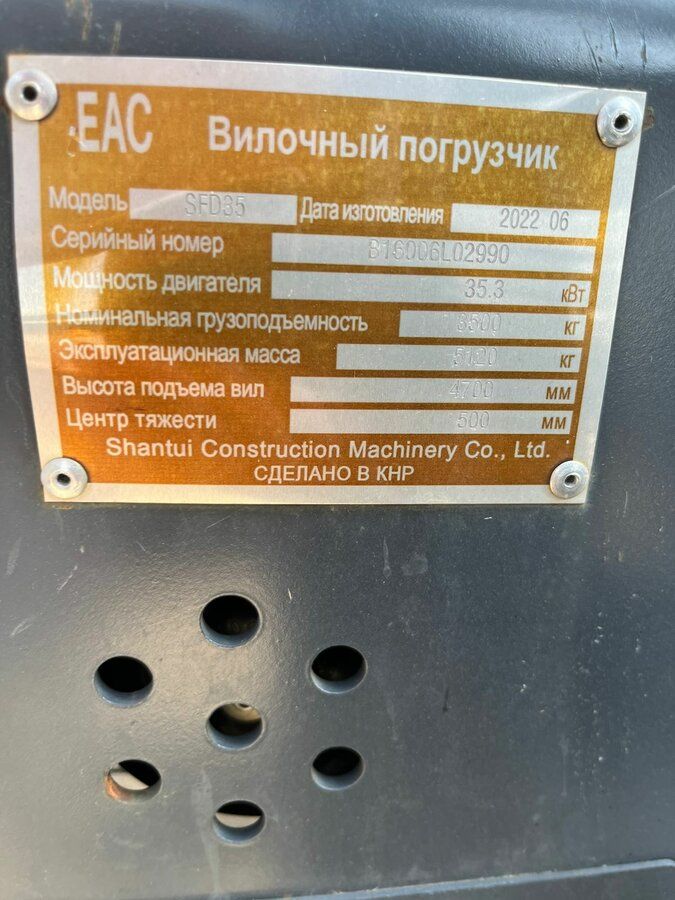 EAC Вилочный погрузчик
Модель SFD35 Дата изготовления 2022 06
Серийный номер B16006L02990
Мощность двигателя 35.3 кВт
Номинальная грузоподъемность 3500 кг
Эксплуатационная масса 5120 кг
Высота подъема вил 4700 мм
Центр тяжести 500 мм
Shantui Construction Machinery Co., Ltd.
СДЕЛАНО В КНР